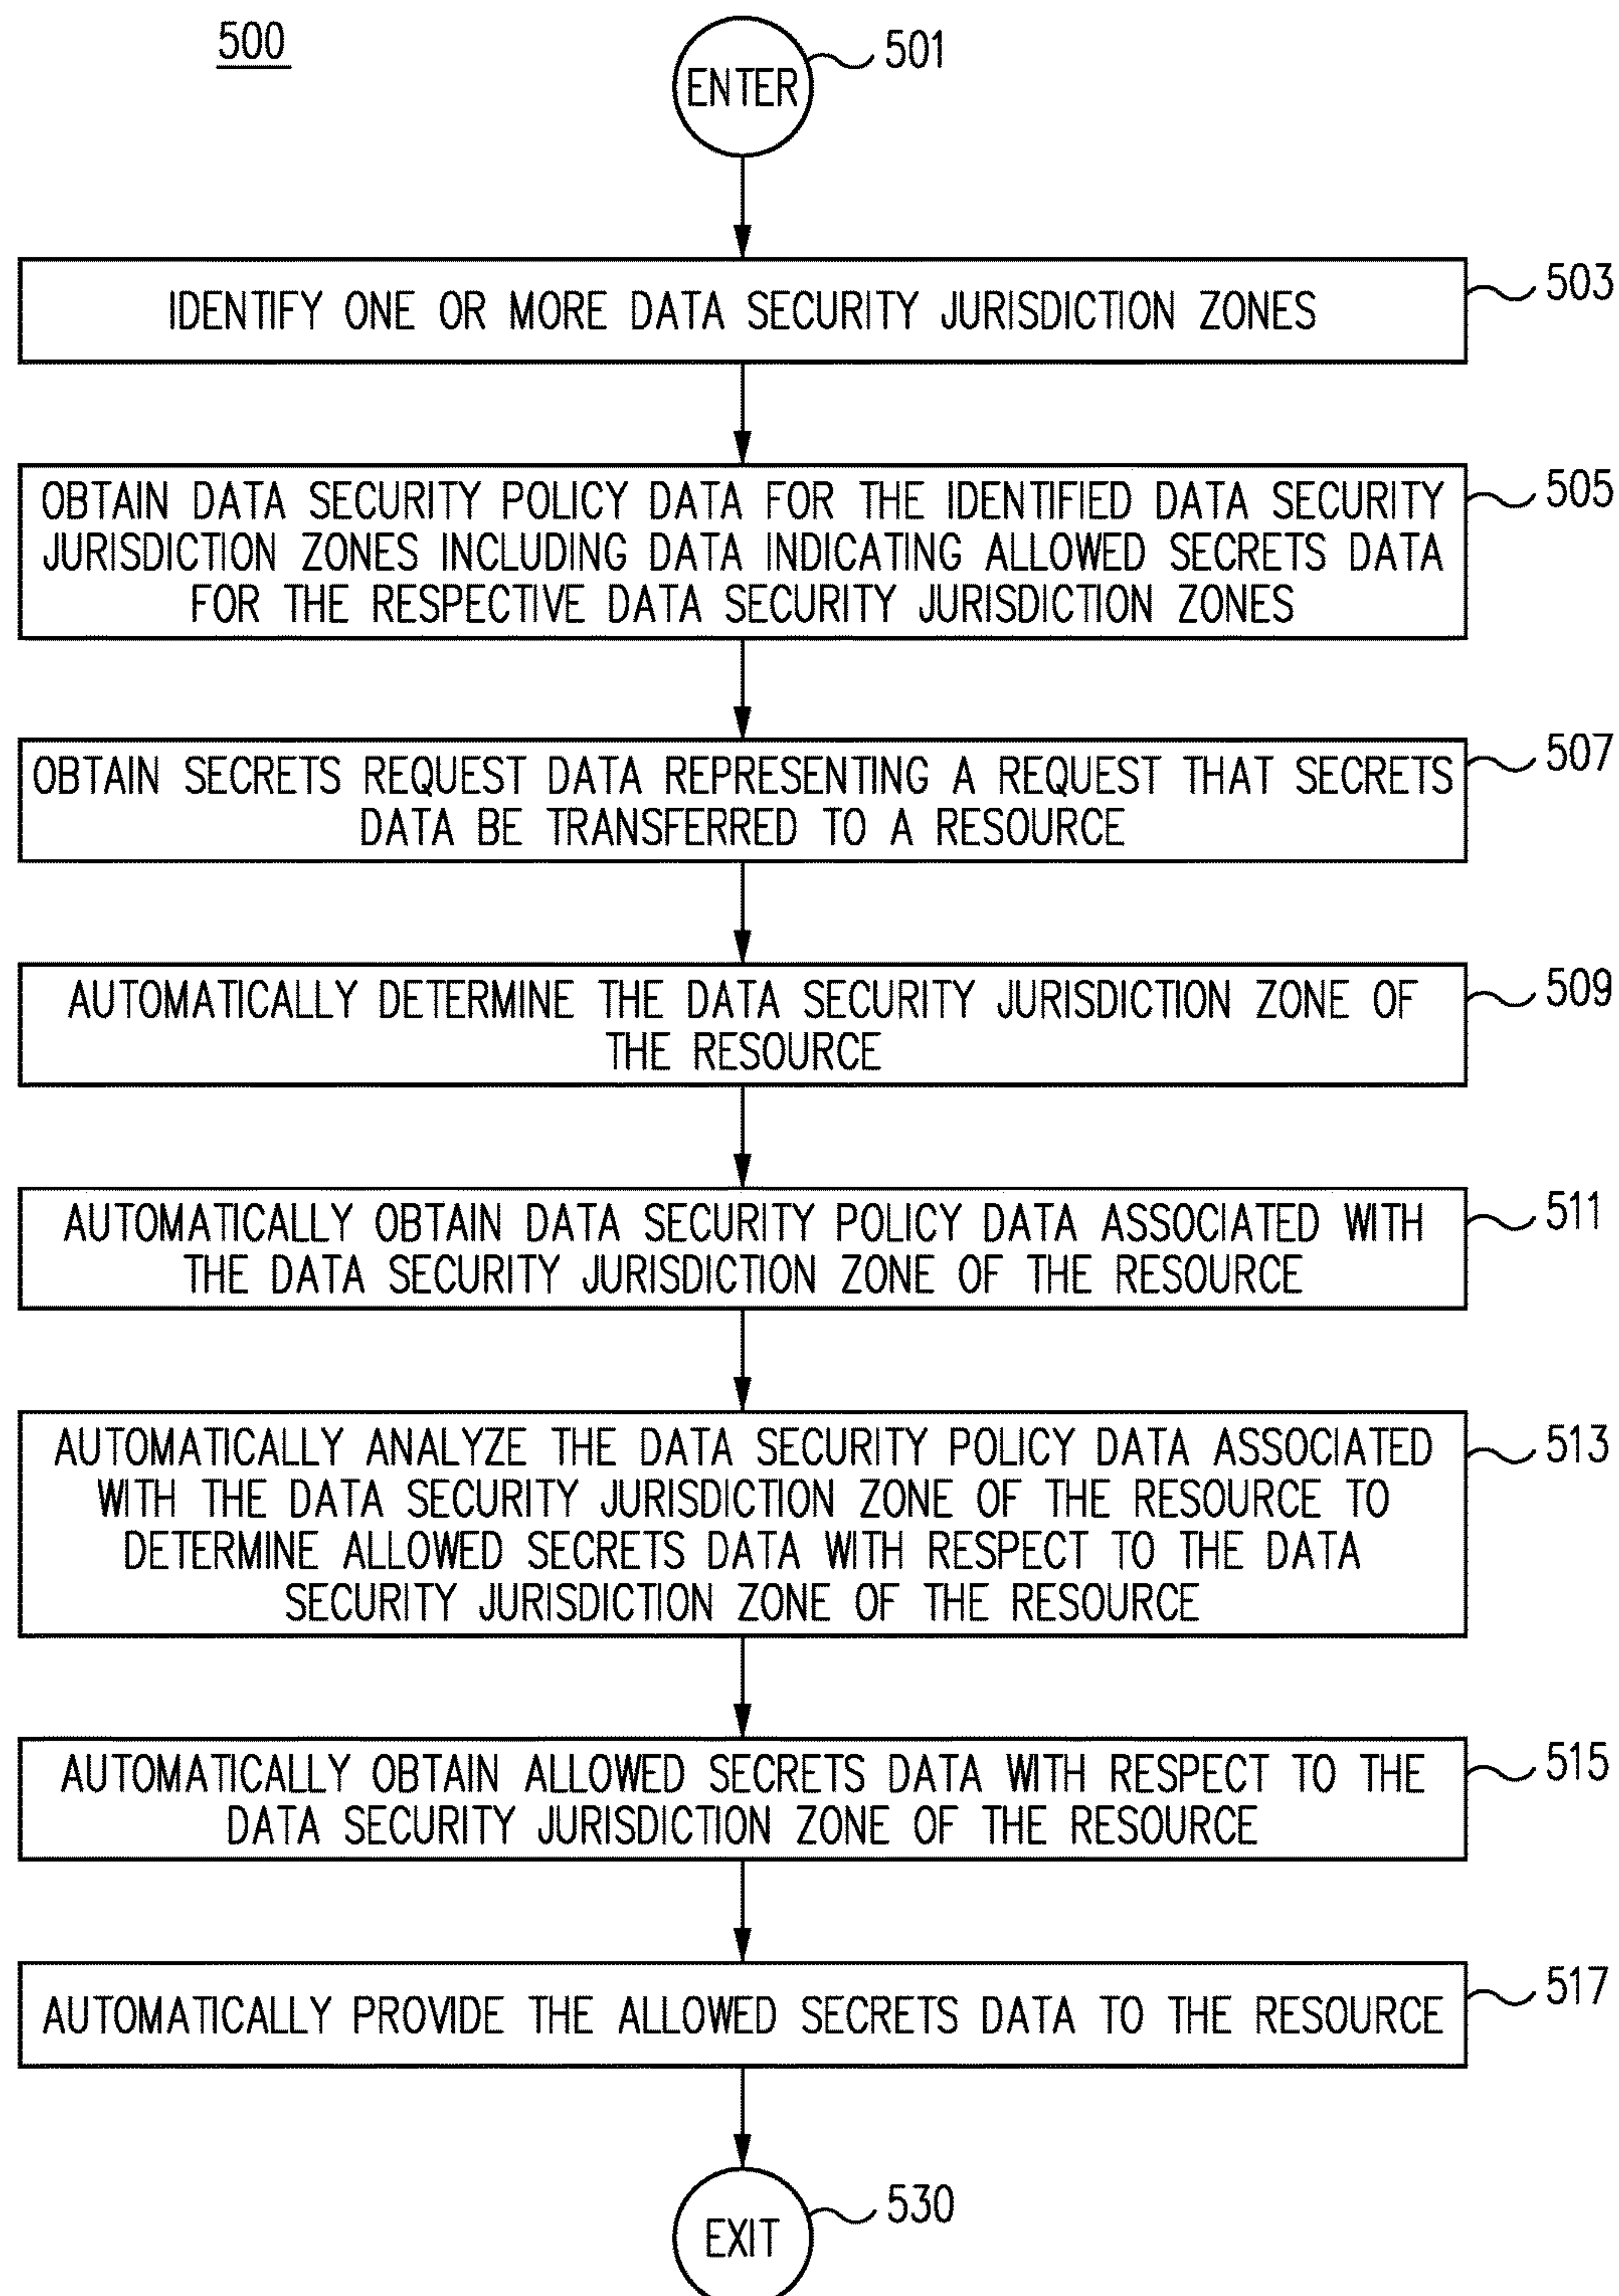 500
ENTER
501
IDENTIFY ONE OR MORE DATA SECURITY JURISDICTION ZONES
503
OBTAIN DATA SECURITY POLICY DATA FOR THE IDENTIFIED DATA SECURITY
JURISDICTION ZONES INCLUDING DATA INDICATING ALLOWED SECRETS DATA
FOR THE RESPECTIVE DATA SECURITY JURISDICTION ZONES
505
OBTAIN SECRETS REQUEST DATA REPRESENTING A REQUEST THAT SECRETS
DATA BE TRANSFERRED TO A RESOURCE
507
AUTOMATICALLY DETERMINE THE DATA SECURITY JURISDICTION ZONE OF
THE RESOURCE
509
AUTOMATICALLY OBTAIN DATA SECURITY POLICY DATA ASSOCIATED WITH
THE DATA SECURITY JURISDICTION ZONE OF THE RESOURCE
511
AUTOMATICALLY ANALYZE THE DATA SECURITY POLICY DATA ASSOCIATED
WITH THE DATA SECURITY JURISDICTION ZONE OF THE RESOURCE TO
DETERMINE ALLOWED SECRETS DATA WITH RESPECT TO THE DATA
SECURITY JURISDICTION ZONE OF THE RESOURCE
513
AUTOMATICALLY OBTAIN ALLOWED SECRETS DATA WITH RESPECT TO THE
DATA SECURITY JURISDICTION ZONE OF THE RESOURCE
515
AUTOMATICALLY PROVIDE THE ALLOWED SECRETS DATA TO THE RESOURCE
517
EXIT
530